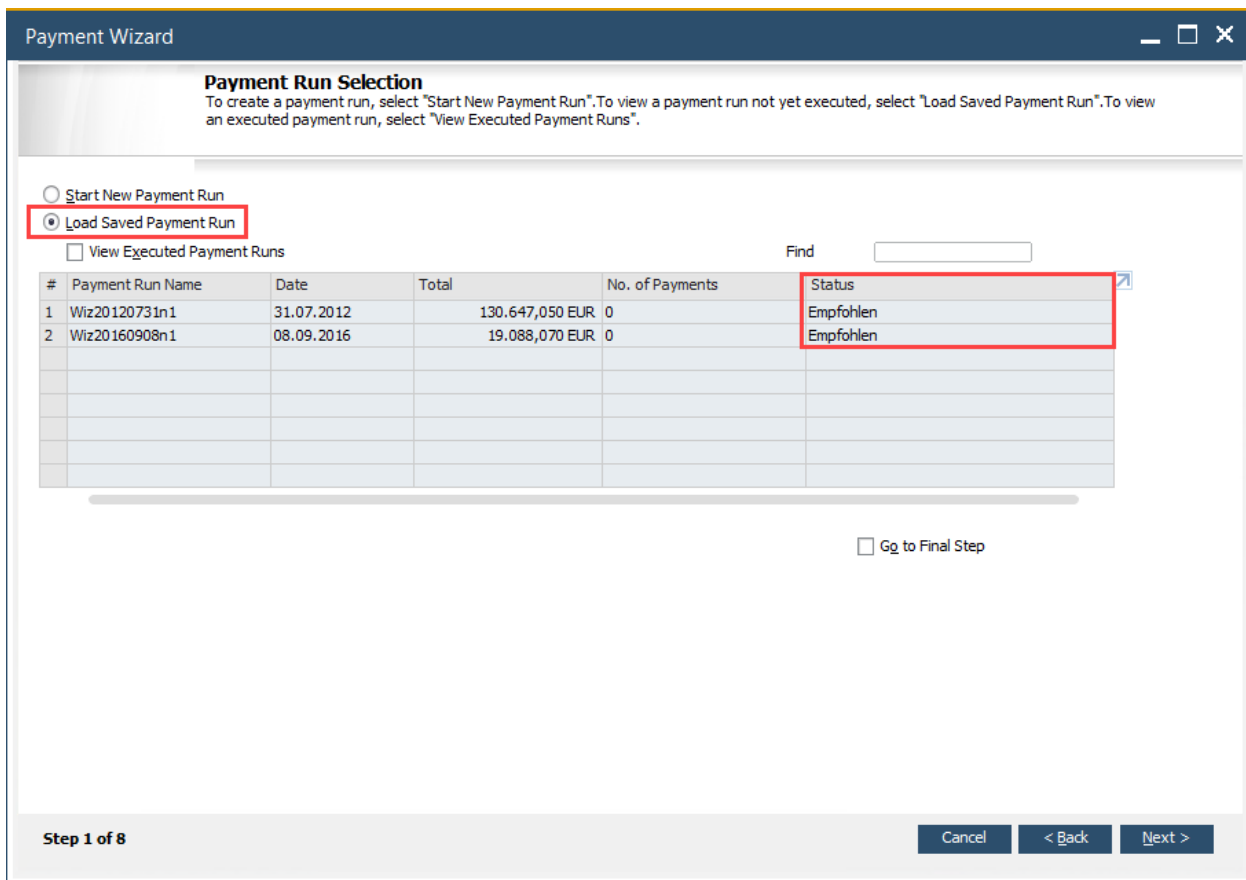 Payment Wizard
Payment Run Selection
To create a payment run, select "Start New Payment Run".To view a payment run not yet executed, select "Load Saved Payment Run".To view
an executed payment run, select "View Executed Payment Runs".
Start New Payment Run
Load Saved Payment Run
View Executed Payment Runs Find
# Payment Run Name Date Total No. of Payments Status
1 Wiz20120731n1 31.07.2012 130.647,050 EUR 0 Empfohlen
2 Wiz20160908n1 08.09.2016 19.088,070 EUR 0 Empfohlen
Go to Final Step
Step 1 of 8 Cancel < Back Next >